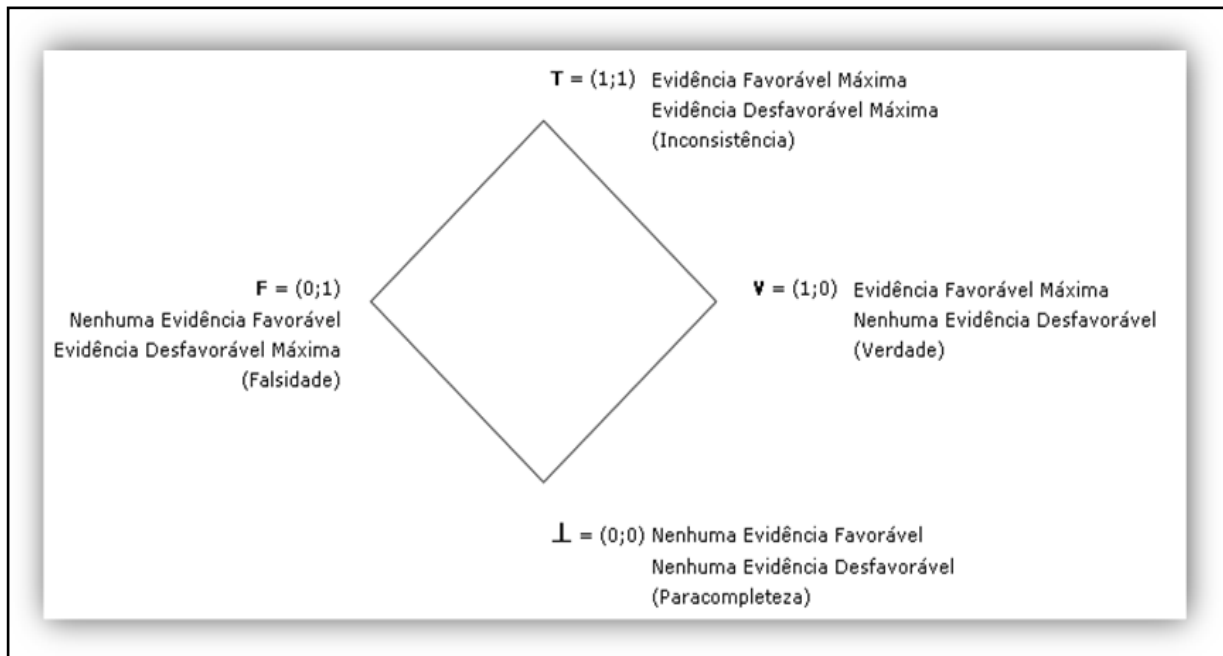 T = (1;1) Evidência Favorável Máxima
Evidência Desfavorável Máxima
(Inconsistência)
F = (0;1)
Nenhuma Evidência Favorável
Evidência Desfavorável Máxima
(Falsidade)
V = (1;0) Evidência Favorável Máxima
Nenhuma Evidência Desfavorável
(Verdade)
⊥ = (0;0) Nenhuma Evidência Favorável
Nenhuma Evidência Desfavorável
(Paracompleteza)